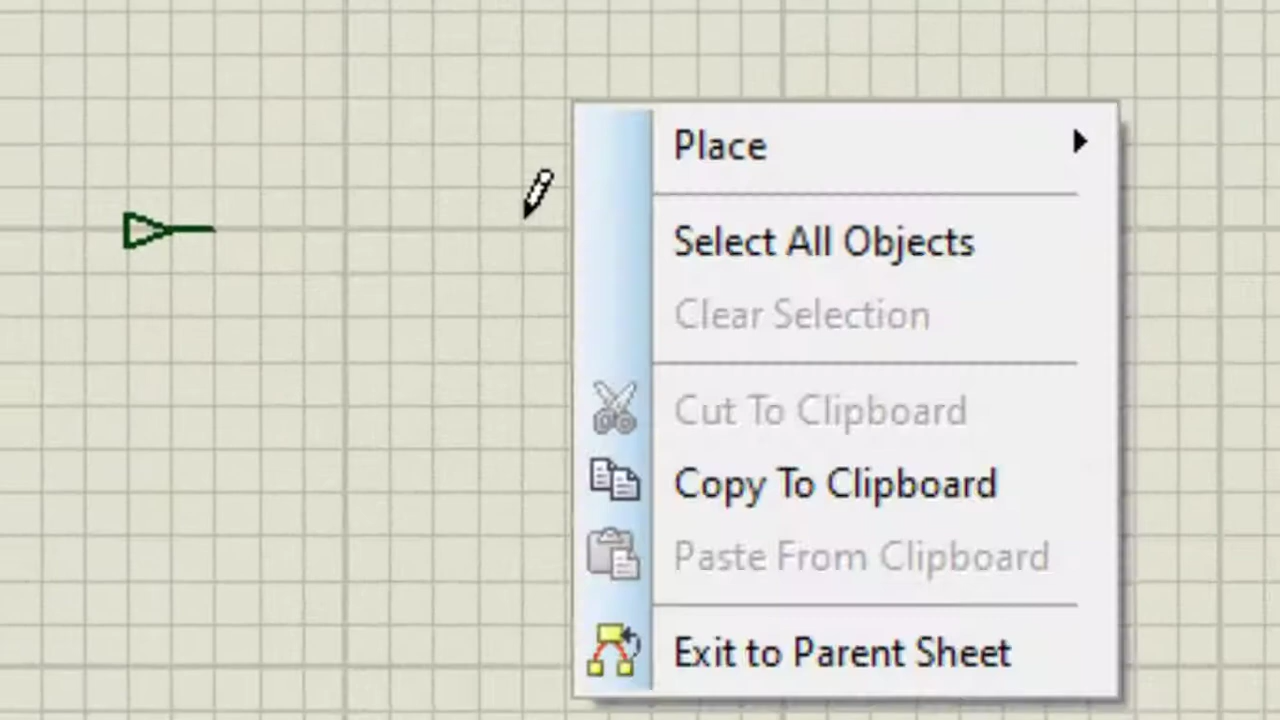 Place
Select All Objects
Clear Selection
Cut To Clipboard
Copy To Clipboard
Paste From Clipboard
Exit to Parent Sheet